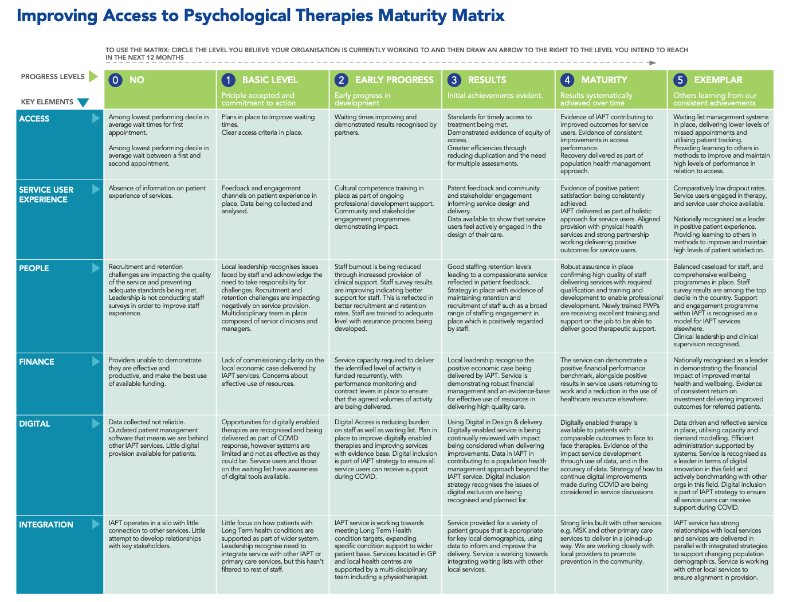 Improving Access to Psychological Therapies Maturity Matrix
TO USE THE MATRIX: CIRCLE THE LEVEL YOU BELIEVE YOUR ORGANISATION IS CURRENTLY WORKING TO AND THEN DRAW AN ARROW TO THE RIGHT TO THE LEVEL YOU INTEND TO REACH
IN THE NEXT 12 MONTHS
PROGRESS LEVELS
KEY ELEMENTS
0 NO
1 BASIC LEVEL
Priciple accepted and
commitment to action
2 EARLY PROGRESS
Early progress in
development
3 RESULTS
Initial achievements evident.
4 MATURITY
Results systematically
achieved over time
5 EXEMPLAR
Others learning from our
consistent achievements
ACCESS
Among lowest performing decile in
average wait times for first
appointment.
Among lowest performing decile in
average wait between a first and
second appointment.
Plans in place to improve waiting
times.
Clear access criteria in place.
Waiting times improving and
demonstrated results recognised by
partners.
Standards for timely access to
treatment being met.
Demonstrated evidence of equity of
access.
Greater efficiencies through
reducing duplication and the need
for multiple assessments.
Evidence of IAPT contributing to
improved outcomes for service
users. Evidence of consistent
improvements in access
performance
Recovery delivered as part of
population health management
approach.
Waiting list management systems
in place, delivering lower levels of
missed appointments and
utilising patient tracking.
Providing learning to others in
methods to improve and maintain
high levels of performance in
relation to access.
SERVICE USER
EXPERIENCE
Absence of information on patient
experience of services.
Feedback and engagement
channels on patient experience in
place. Data being collected and
analysed.
Cultural competence training in
place as part of ongoing
professional development support.
Community and stakeholder
engagement programmes
demonstrating impact.
Patent feedback and community
and stakeholder engagement
informing service design and
delivery.
Data available to show that service
users feel actively engaged in the
design of their care.
Evidence of positive patient
satisfaction being consistently
achieved.
IAPT delivered as part of holistic
approach for service users. Aligned
provision with physical health
services and strong partnership
working delivering positive
outcomes for service users.
Comparatively low dropout rates.
Service users engaged in therapy,
and service user choice available.
Nationally recognised as a leader
in positive patient experience.
Providing learning to others in
methods to improve and maintain
high levels of patient satisfaction.
PEOPLE
Recruitment and retention
challenges are impacting the quality
of the service and preventing
adequate standards being met.
Leadership is not conducting staff
surveys in order to improve staff
experience.
Local leadership recognises issues
faced by staff and acknowledge the
need to take responsibility for
challenges. Recruitment and
retention challenges are impacting
negatively on service provision.
Multidisciplinary team in place
composed of senior clinicians and
managers.
Staff burnout is being reduced
through increased provision of
clinical support. Staff survey results
are improving indicating better
support for staff. This is reflected in
better recruitment and retention
rates. Staff are trained to adequate
level with assurance process being
developed.
Good staffing retention levels
leading to a compassionate service
reflected in patient feedback.
Strategy in place with evidence of
maintaining retention and
recruitment of staff such as a broad
range of staffing engagement in
place which is positively regarded
by staff.
Robust assurance in place
confirming high quality of staff
delivering services with required
qualification and training and
development to enable professional
development. Newly trained PWPs
are receiving excellent training and
support on the job to be able to
deliver good therapeutic support.
Balanced caseload for staff, and
comprehensive wellbeing
programmes in place. Staff
survey results are among the top
decile in the country. Support
and engagement programme
within IAPT is recognised as a
model for IAPT services
elsewhere.
Clinical leadership and clinical
supervision recognised.
FINANCE
Providers unable to demonstrate
they are effective and
productive, and make the best use
of available funding.
Lack of commissioning clarity on the
local economic case delivered by
IAPT services. Concerns about
effective use of resources.
Service capacity required to deliver
the identified level of activity is
funded recurrently, with
performance monitoring and
contract levers in place to ensure
that the agreed volumes of activity
are being delivered.
Local leadership recognise the
positive economic case being
delivered by IAPT. Service is
demonstrating robust financial
management and an evidence-base
for effective use of resources in
delivering high quality care.
The service can demonstrate a
positive financial performance
benchmark, alongside positive
results in service users returning to
work and a reduction in the use of
healthcare resource elsewhere.
Nationally recognised as a leader
in demonstrating the financial
impact of improved mental
health and wellbeing. Evidence
of consistent return on
investment delivering improved
outcomes for referred patients.
DIGITAL
Data collected not reliable.
Outdated patient management
software that means we are behind
other IAPT services. Little digital
provision available for patients.
Opportunities for digitally enabled
therapies are recognised and being
delivered as part of COVID
response, however systems are
limited and not as effective as they
could be. Service users and those
on the waiting list have awareness
of digital tools available.
Digital Access is reducing burden
on staff as well as waiting list. Plan in
place to improve digitally enabled
therapies and improving services
with evidence base. Digital inclusion
is part of IAPT strategy to ensure all
service users can receive support
during COVID.
Using Digital in Design & delivery.
Digitally enabled service is being
continually reviewed with impact
being considered when delivering
improvements. Data in IAPT in
contributing to a population health
management approach beyond the
IAPT service. Digital inclusion
strategy recognises the issues of
digital exclusion are being
recognised and planned for.
Digitally enabled therapy is
available to patients with
comparable outcomes to face to
face therapies. Evidence of the
impact service development
through use of data, and in the
accuracy of data. Strategy of how to
continue digital improvements
made during COVID are being
considered in service discussions.
Data driven and reflective service
in place, utilising capacity and
demand modelling. Efficient
administration supported by
systems. Service is recognised as
a leader in terms of digital
innovation in this field and
actively benchmarking with other
orgs in this field. Digital inclusion
is part of IAPT strategy to ensure
all service users can receive
support during COVID.
INTEGRATION
IAPT operates in a silo with little
connection to other services. Little
attempt to develop relationships
with key stakeholders.
Little focus on how patients with
Long Term health conditions are
supported as part of wider system.
Leadership recognise need to
integrate service with other IAPT or
primary care services, but this hasn't
filtered to rest of staff.
IAPT service is working towards
meeting Long Term Health
condition targets, expanding
specific condition support to wider
patient base. Services located in GP
and local health centres are
supported by a multi-disciplinary
team including a physiotherapist.
Service provided for a variety of
patient groups that is appropriate
for key local demographics, using
data to inform and improve the
delivery. Service is working towards
integrating waiting lists with other
local services.
Strong links built with other services
e.g. MSK and other primary care
services to deliver in a joined-up
way. We are working closely with
local providers to promote
prevention in the community.
IAPT service has strong
relationships with local services
and services are delivered in
parallel with integrated strategies
to support changing population
demographics. Service is working
with other local services to
ensure alignment in provision.